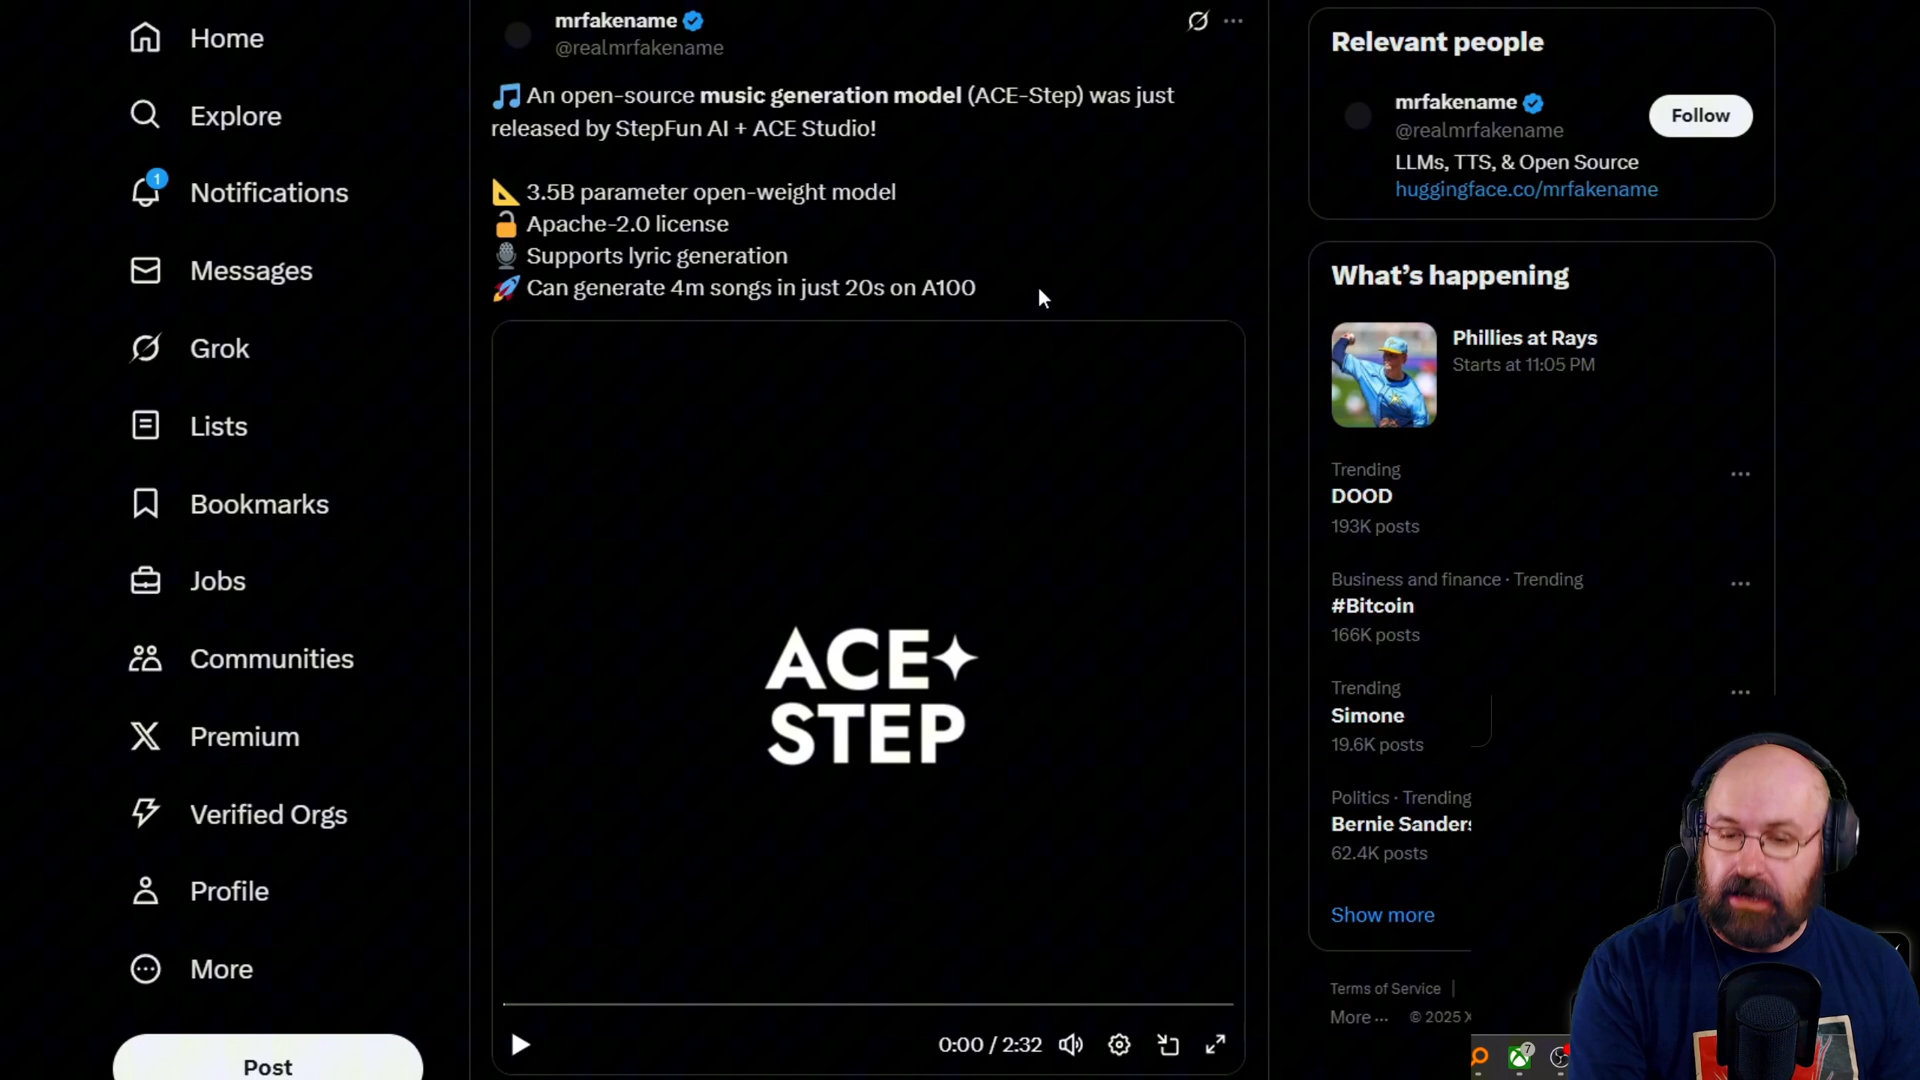 Home
Explore
1
Notifications
Messages
Grok
Lists
Bookmarks
Jobs
Communities
Premium
Verified Orgs
Profile
More
Post
mrfakename
@realmrfakename
🎵 An open-source music generation model (ACE-Step) was just
released by StepFun AI + ACE Studio!
📐 3.5B parameter open-weight model
🔓 Apache-2.0 license
🎙️ Supports lyric generation
🚀 Can generate 4m songs in just 20s on A100
ACE
STEP
0:00 / 2:32
Relevant people
mrfakename
@realmrfakename
Follow
LLMs, TTS, & Open Source
huggingface.co/mrfakename
What's happening
Phillies at Rays
Starts at 11:05 PM
Trending
DOOD
193K posts
Business and finance · Trending
#Bitcoin
166K posts
Trending
Simone
19.6K posts
Politics · Trending
Bernie Sanders
62.4K posts
Show more
Terms of Service |
More ··· © 2025 X
7